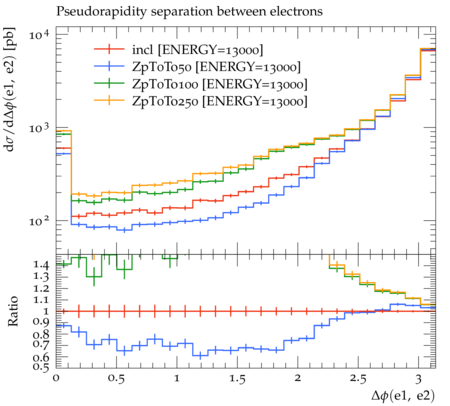 Pseudorapidity separation between electrons
dσ/dΔϕ(e1, e2) [pb]
10⁴
10³
10²
incl [ENERGY=13000]
ZpToTo50 [ENERGY=13000]
ZpToTo100 [ENERGY=13000]
ZpToTo250 [ENERGY=13000]
Ratio
1.4
1.3
1.2
1.1
1
0.9
0.8
0.7
0.6
0.5
0 0.5 1 1.5 2 2.5 3
Δϕ(e1, e2)